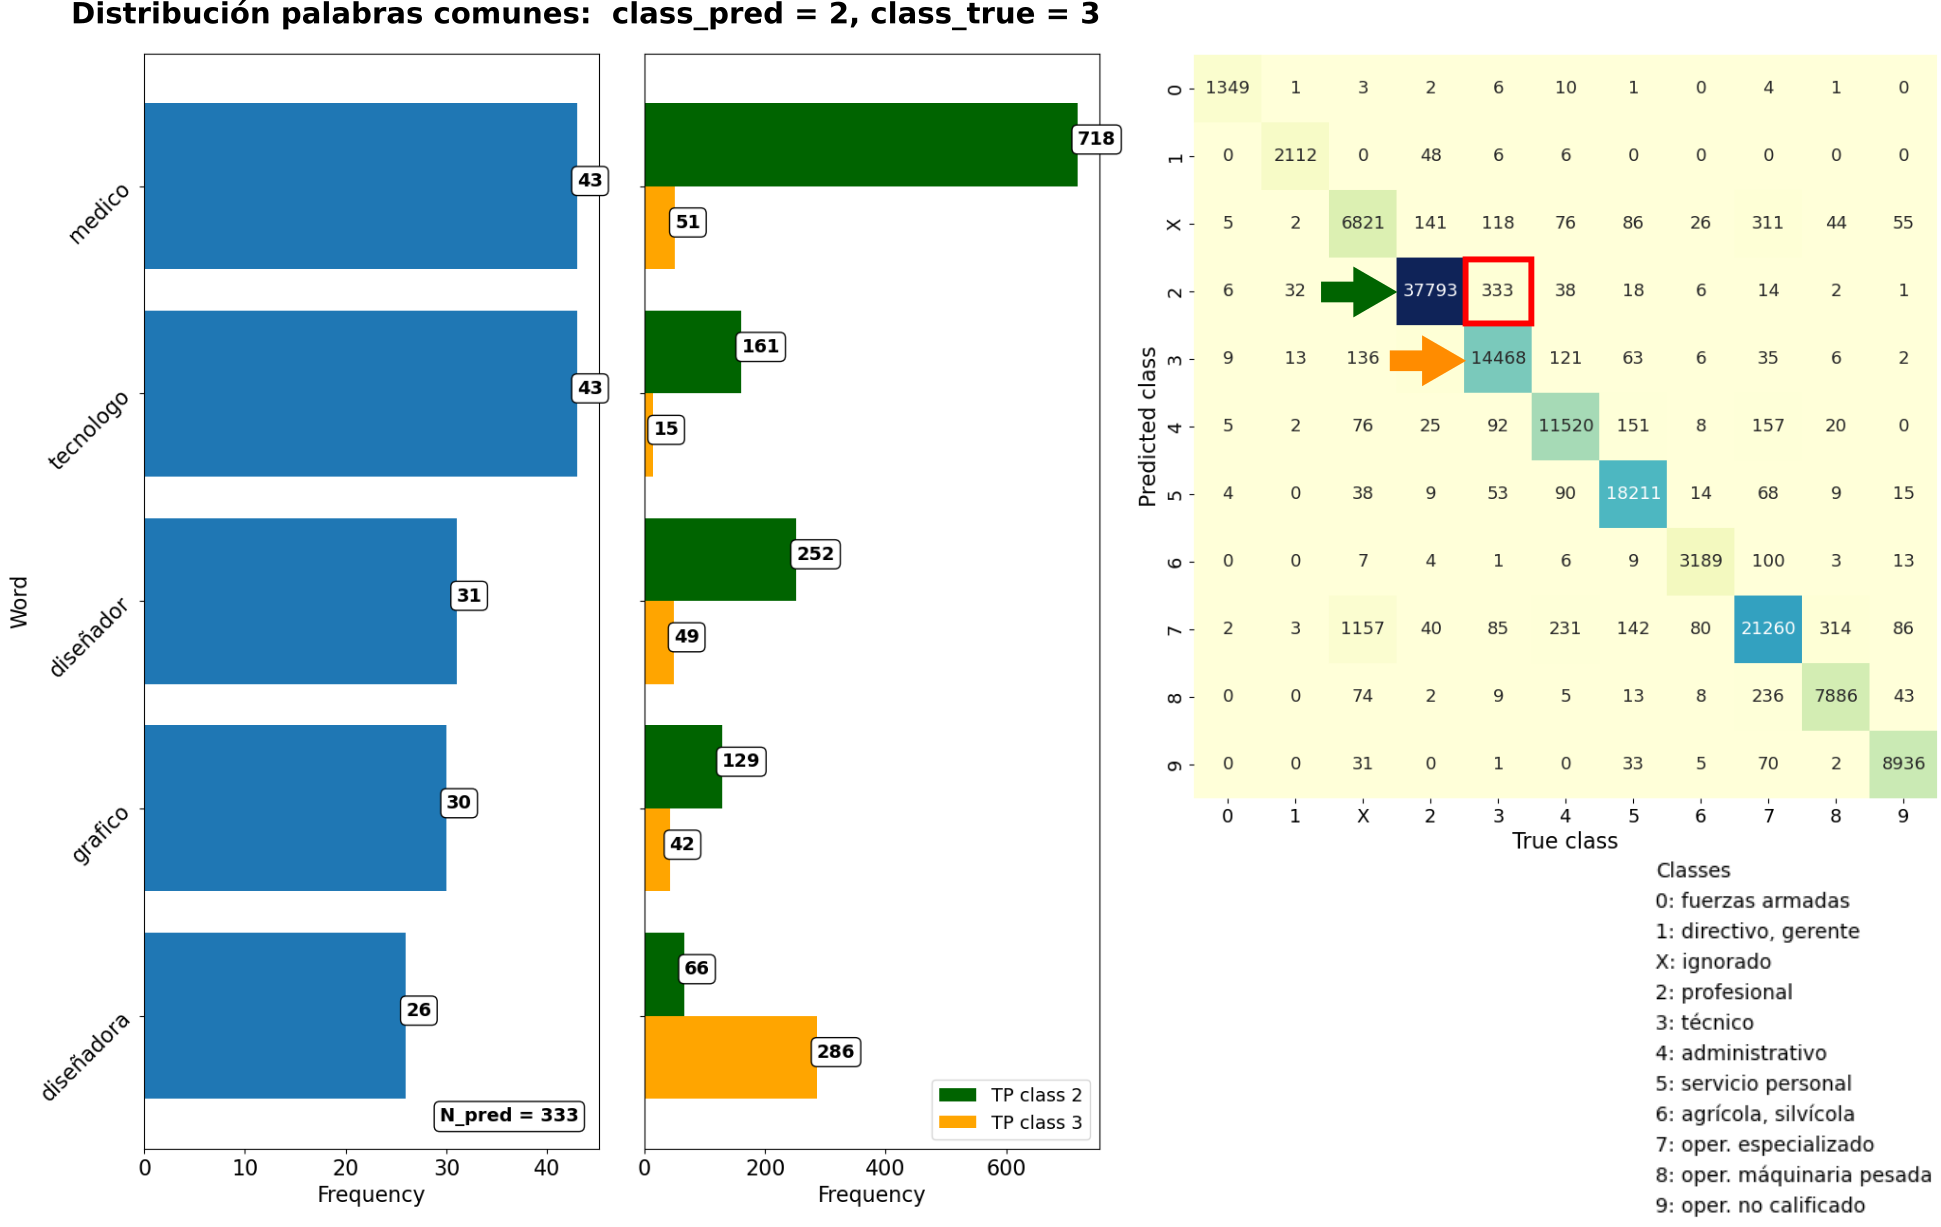 Distribución palabras comunes:  class_pred = 2, class_true = 3
Word
medico
tecnologo
diseñador
grafico
diseñadora
43
43
31
30
26
N_pred = 333
0 10 20 30 40
Frequency
718
51
161
15
252
49
129
42
66
286
TP class 2
TP class 3
0 200 400 600
Frequency
Predicted class
0 1349 1 3 2 6 10 1 0 4 1 0
1 0 2112 0 48 6 6 0 0 0 0 0
X 5 2 6821 141 118 76 86 26 311 44 55
2 6 32 37793 333 38 18 6 14 2 1
3 9 13 136 14468 121 63 6 35 6 2
4 5 2 76 25 92 11520 151 8 157 20 0
5 4 0 38 9 53 90 18211 14 68 9 15
6 0 0 7 4 1 6 9 3189 100 3 13
7 2 3 1157 40 85 231 142 80 21260 314 86
8 0 0 74 2 9 5 13 8 236 7886 43
9 0 0 31 0 1 0 33 5 70 2 8936
0 1 X 2 3 4 5 6 7 8 9
True class
Classes
0: fuerzas armadas
1: directivo, gerente
X: ignorado
2: profesional
3: técnico
4: administrativo
5: servicio personal
6: agrícola, silvícola
7: oper. especializado
8: oper. máquinaria pesada
9: oper. no calificado